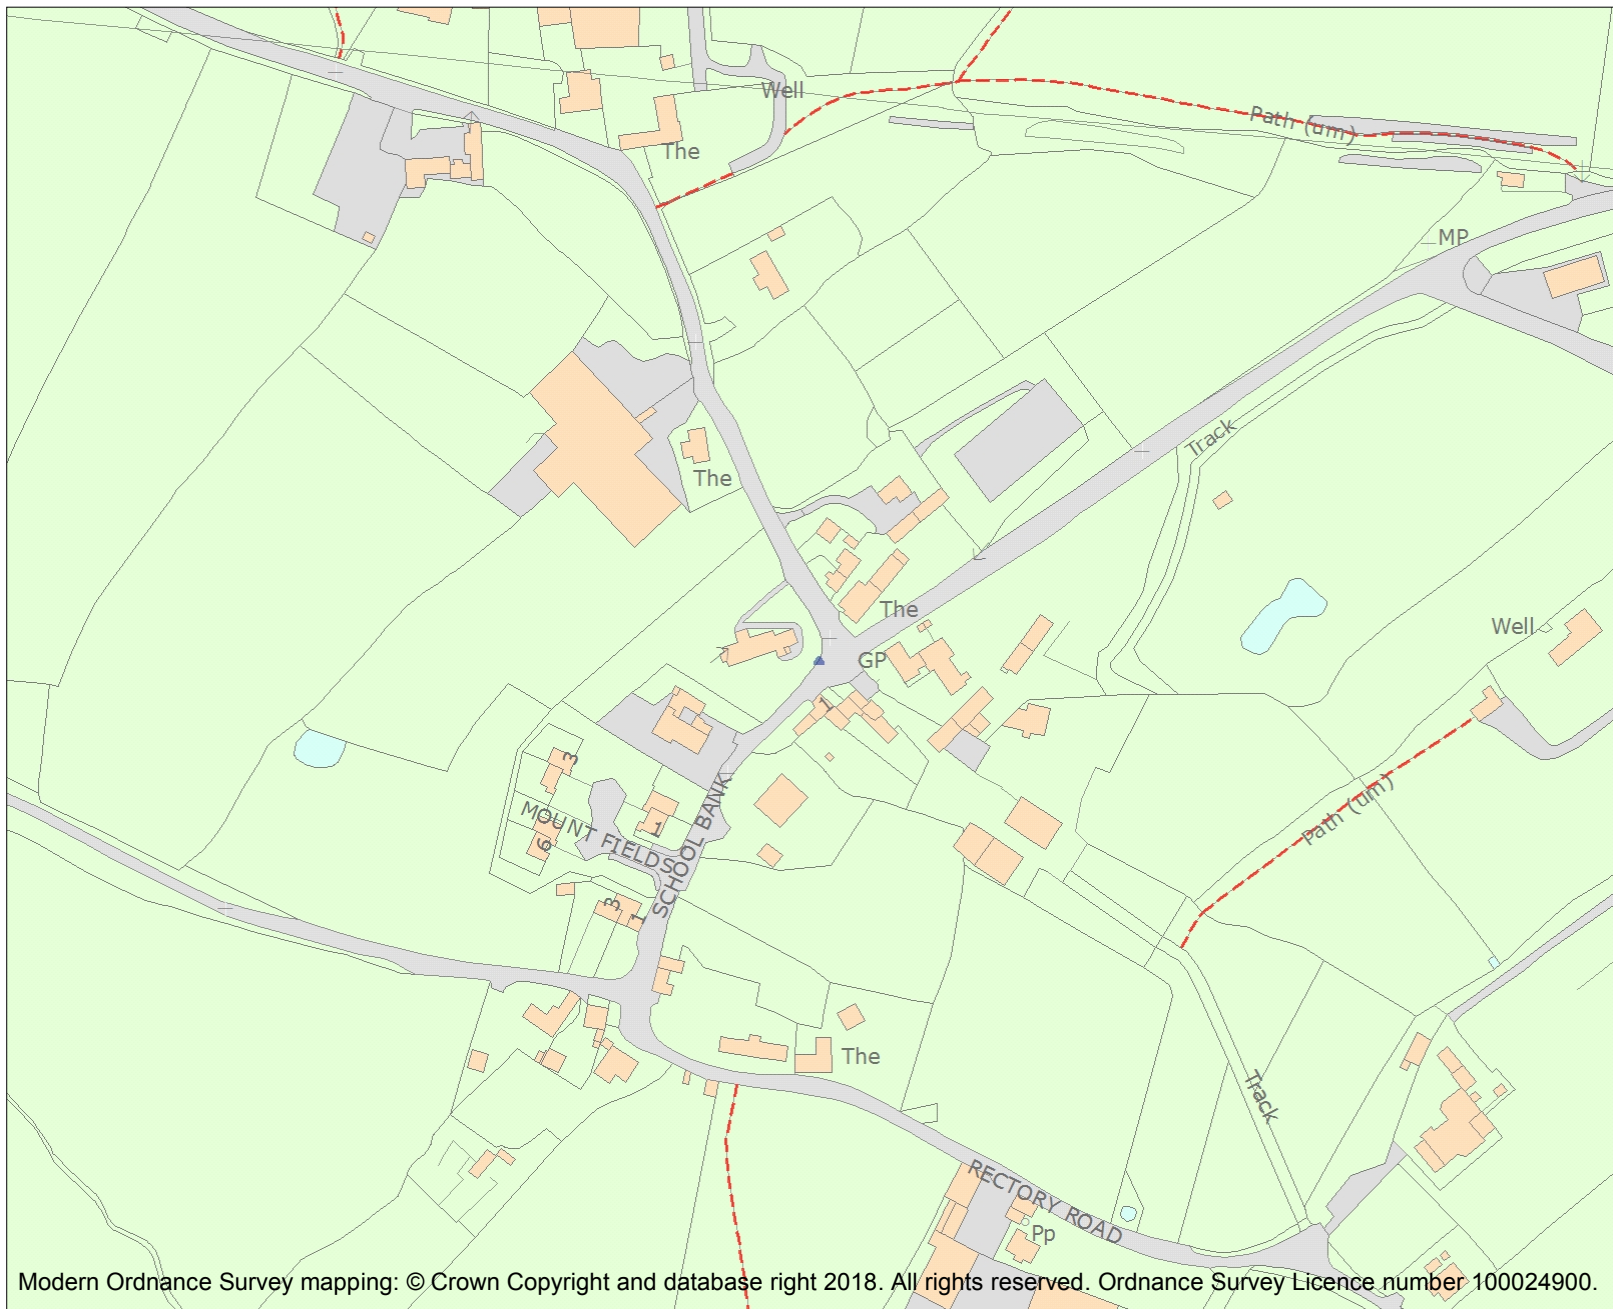 Well
Path (um)
The
MP
Track
The
The
Well
GP
1
3
MOUNT FIELDS
1
6
SCHOOL BANK
Path (um)
3
1
The
Track
RECTORY ROAD
Pp
Modern Ordnance Survey mapping: © Crown Copyright and database right 2018. All rights reserved. Ordnance Survey Licence number 100024900.